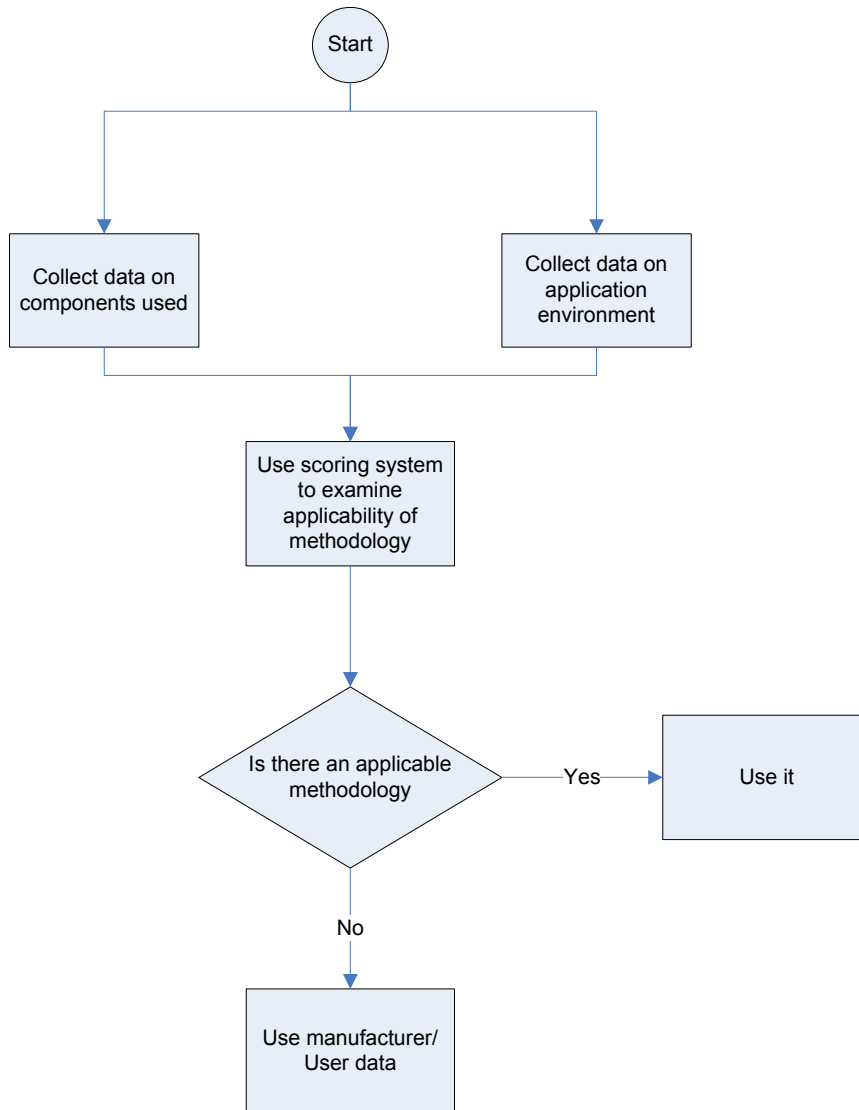 Start
Collect data on
components used
Collect data on
application
environment
Use scoring system
to examine
applicability of
methodology
Is there an applicable
methodology
Yes
Use it
No
Use manufacturer/
User data